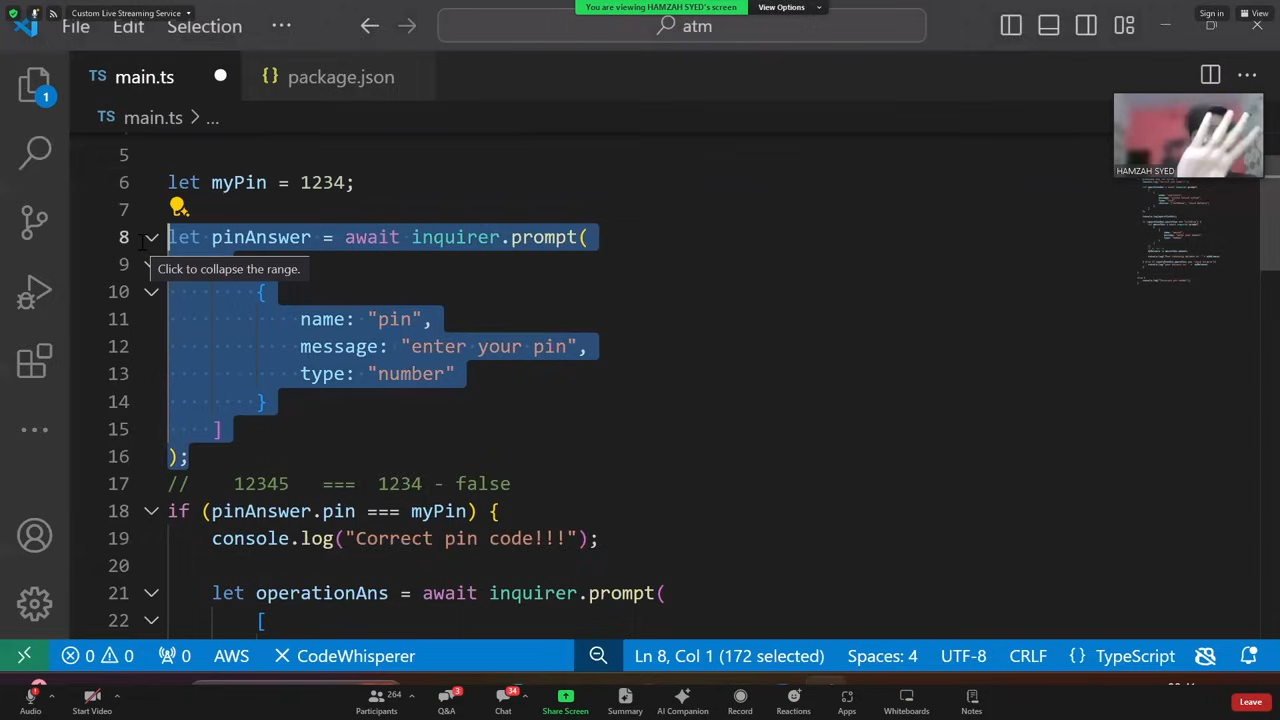 Custom Live Streaming Service
You are viewing HAMZAH SYED's screen
View Options
Sign in
View
File Edit Selection
atm
TS main.ts
{} package.json
1
TS main.ts > ...
HAMZAH SYED
5
6 let myPin = 1234;
7
8 let pinAnswer = await inquirer.prompt(
9
Click to collapse the range.
10 {
11 name: "pin",
12 message: "enter your pin",
13 type: "number"
14 }
15 ]
16 );
17 // 12345 === 1234 - false
18 if (pinAnswer.pin === myPin) {
19 console.log("Correct pin code!!!");
20
21 let operationAns = await inquirer.prompt(
22 [
0 0 0 AWS CodeWhisperer Ln 8, Col 1 (172 selected) Spaces: 4 UTF-8 CRLF {} TypeScript
264 3 34
Audio Start Video Participants Q&A Chat Share Screen Summary AI Companion Record Reactions Apps Whiteboards Notes Leave